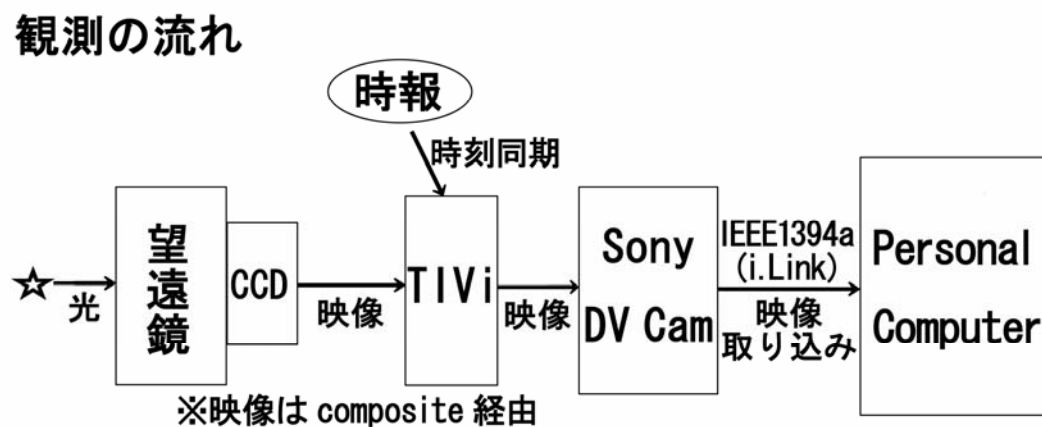 観測の流れ
時報
時刻同期
光
望遠鏡
CCD
映像
TIVi
映像
Sony
DV Cam
IEEE1394a
(i.Link)
映像
取り込み
Personal
Computer
※映像は composite 経由